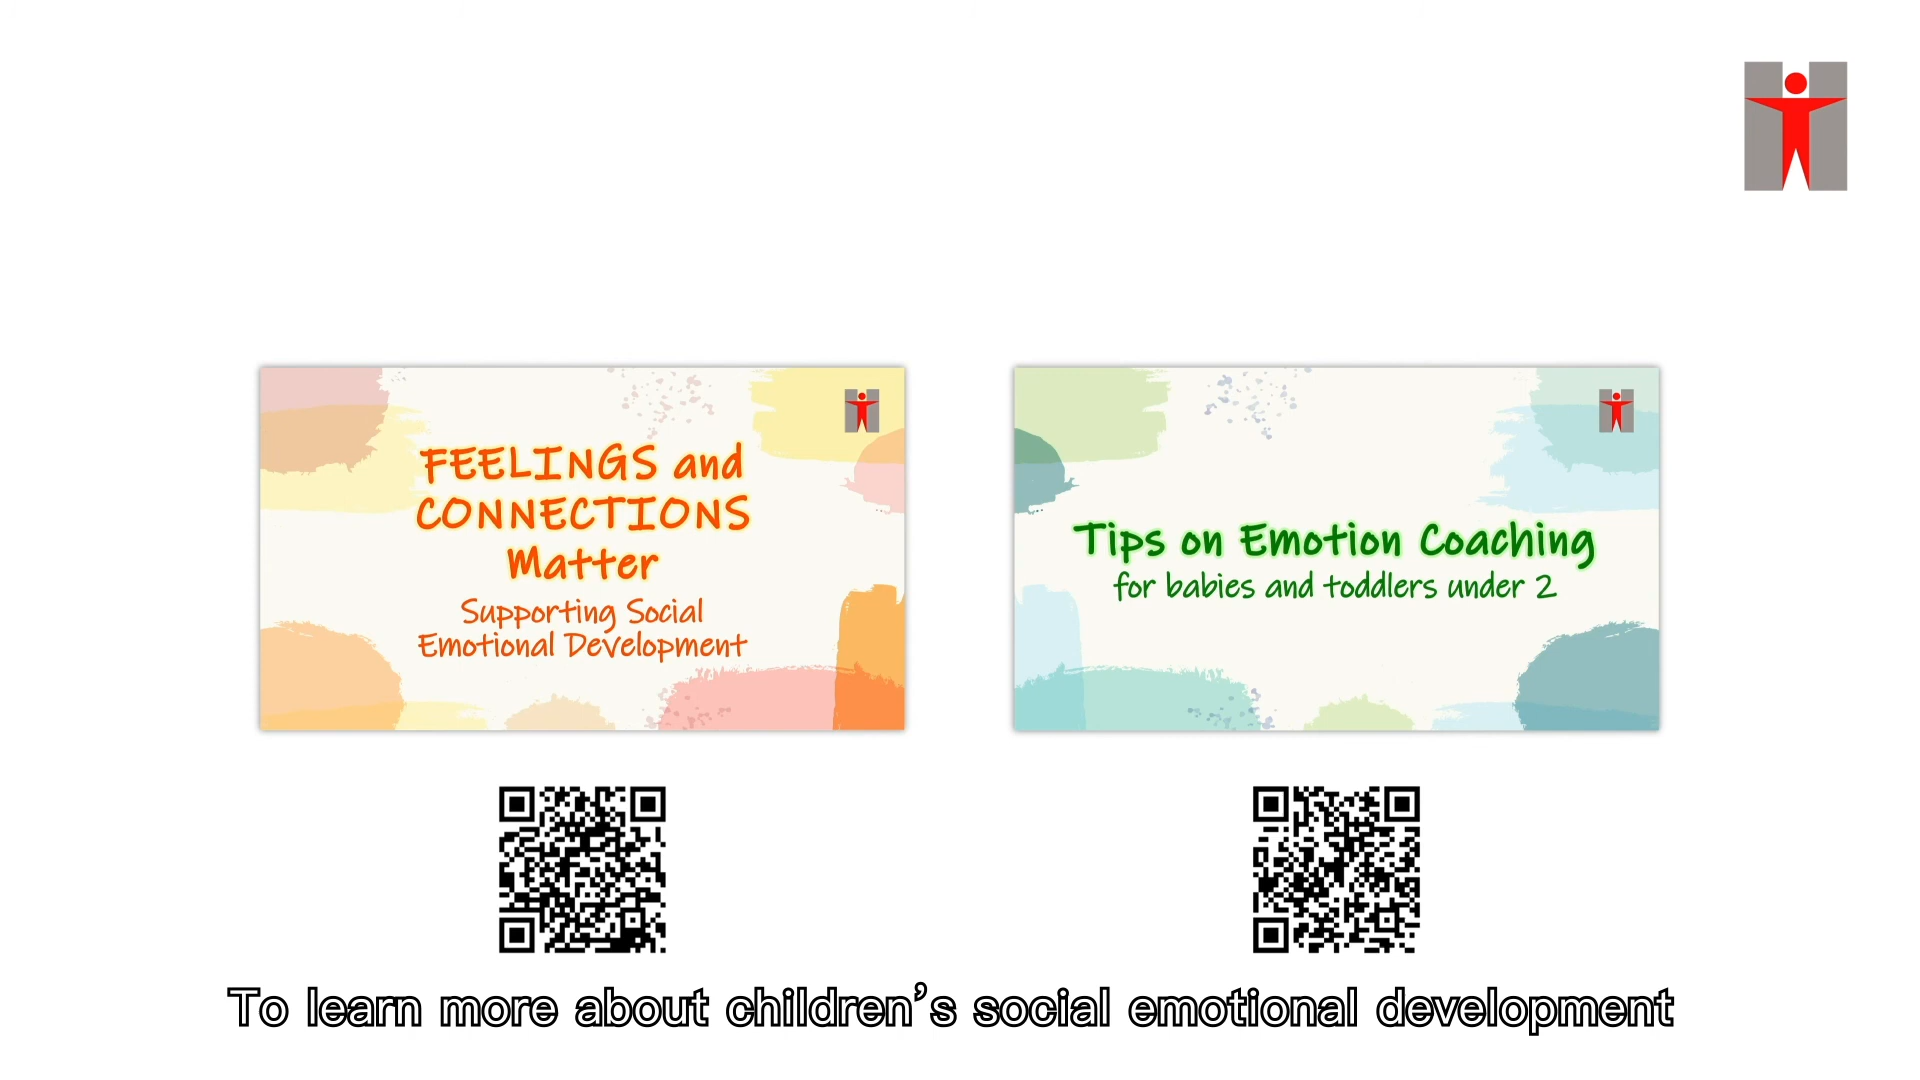 FEELINGS and
CONNECTIONS
Matter
Supporting Social
Emotional Development
Tips on Emotion Coaching
for babies and toddlers under 2
To learn more about children’s social emotional development